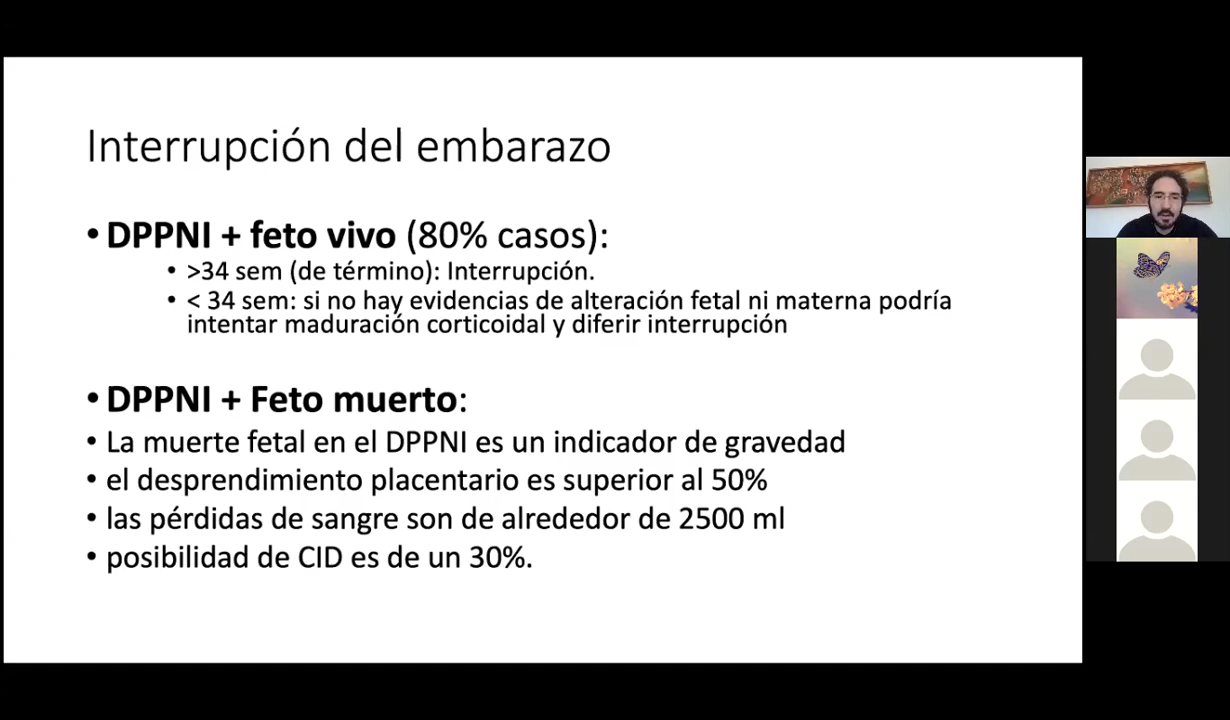 Interrupción del embarazo
• DPPNI + feto vivo (80% casos):
• >34 sem (de término): Interrupción.
• < 34 sem: si no hay evidencias de alteración fetal ni materna podría
intentar maduración corticoidal y diferir interrupción
• DPPNI + Feto muerto:
• La muerte fetal en el DPPNI es un indicador de gravedad
• el desprendimiento placentario es superior al 50%
• las pérdidas de sangre son de alrededor de 2500 ml
• posibilidad de CID es de un 30%.